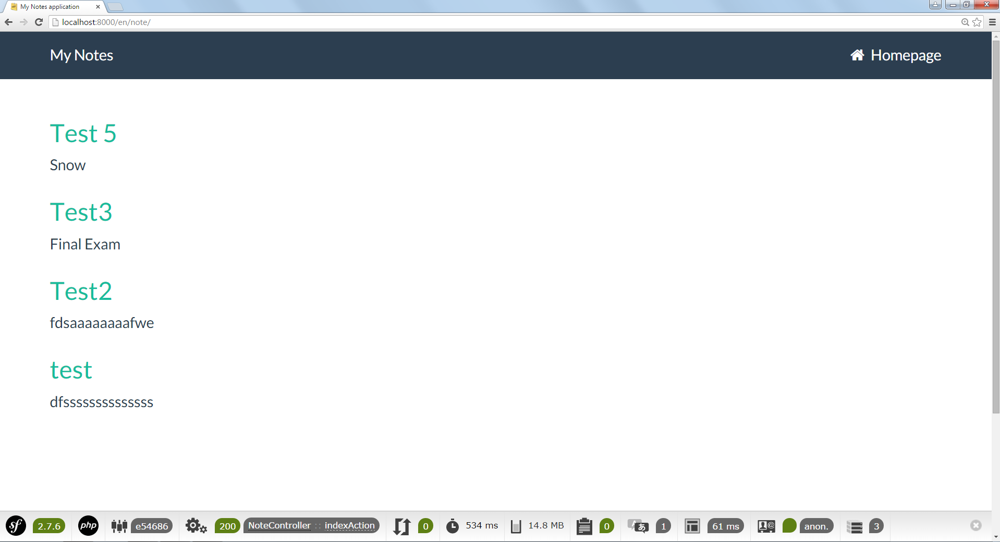 My Notes application
localhost:8000/en/note/
My Notes
Homepage
Test 5
Snow
Test3
Final Exam
Test2
fdsaaaaaaaafwe
test
dfssssssssssssss
sf 2.7.6 php e54686 200 NoteController :: indexAction 0 534 ms 14.8 MB 0 A あ 1 61 ms @ anon. 3